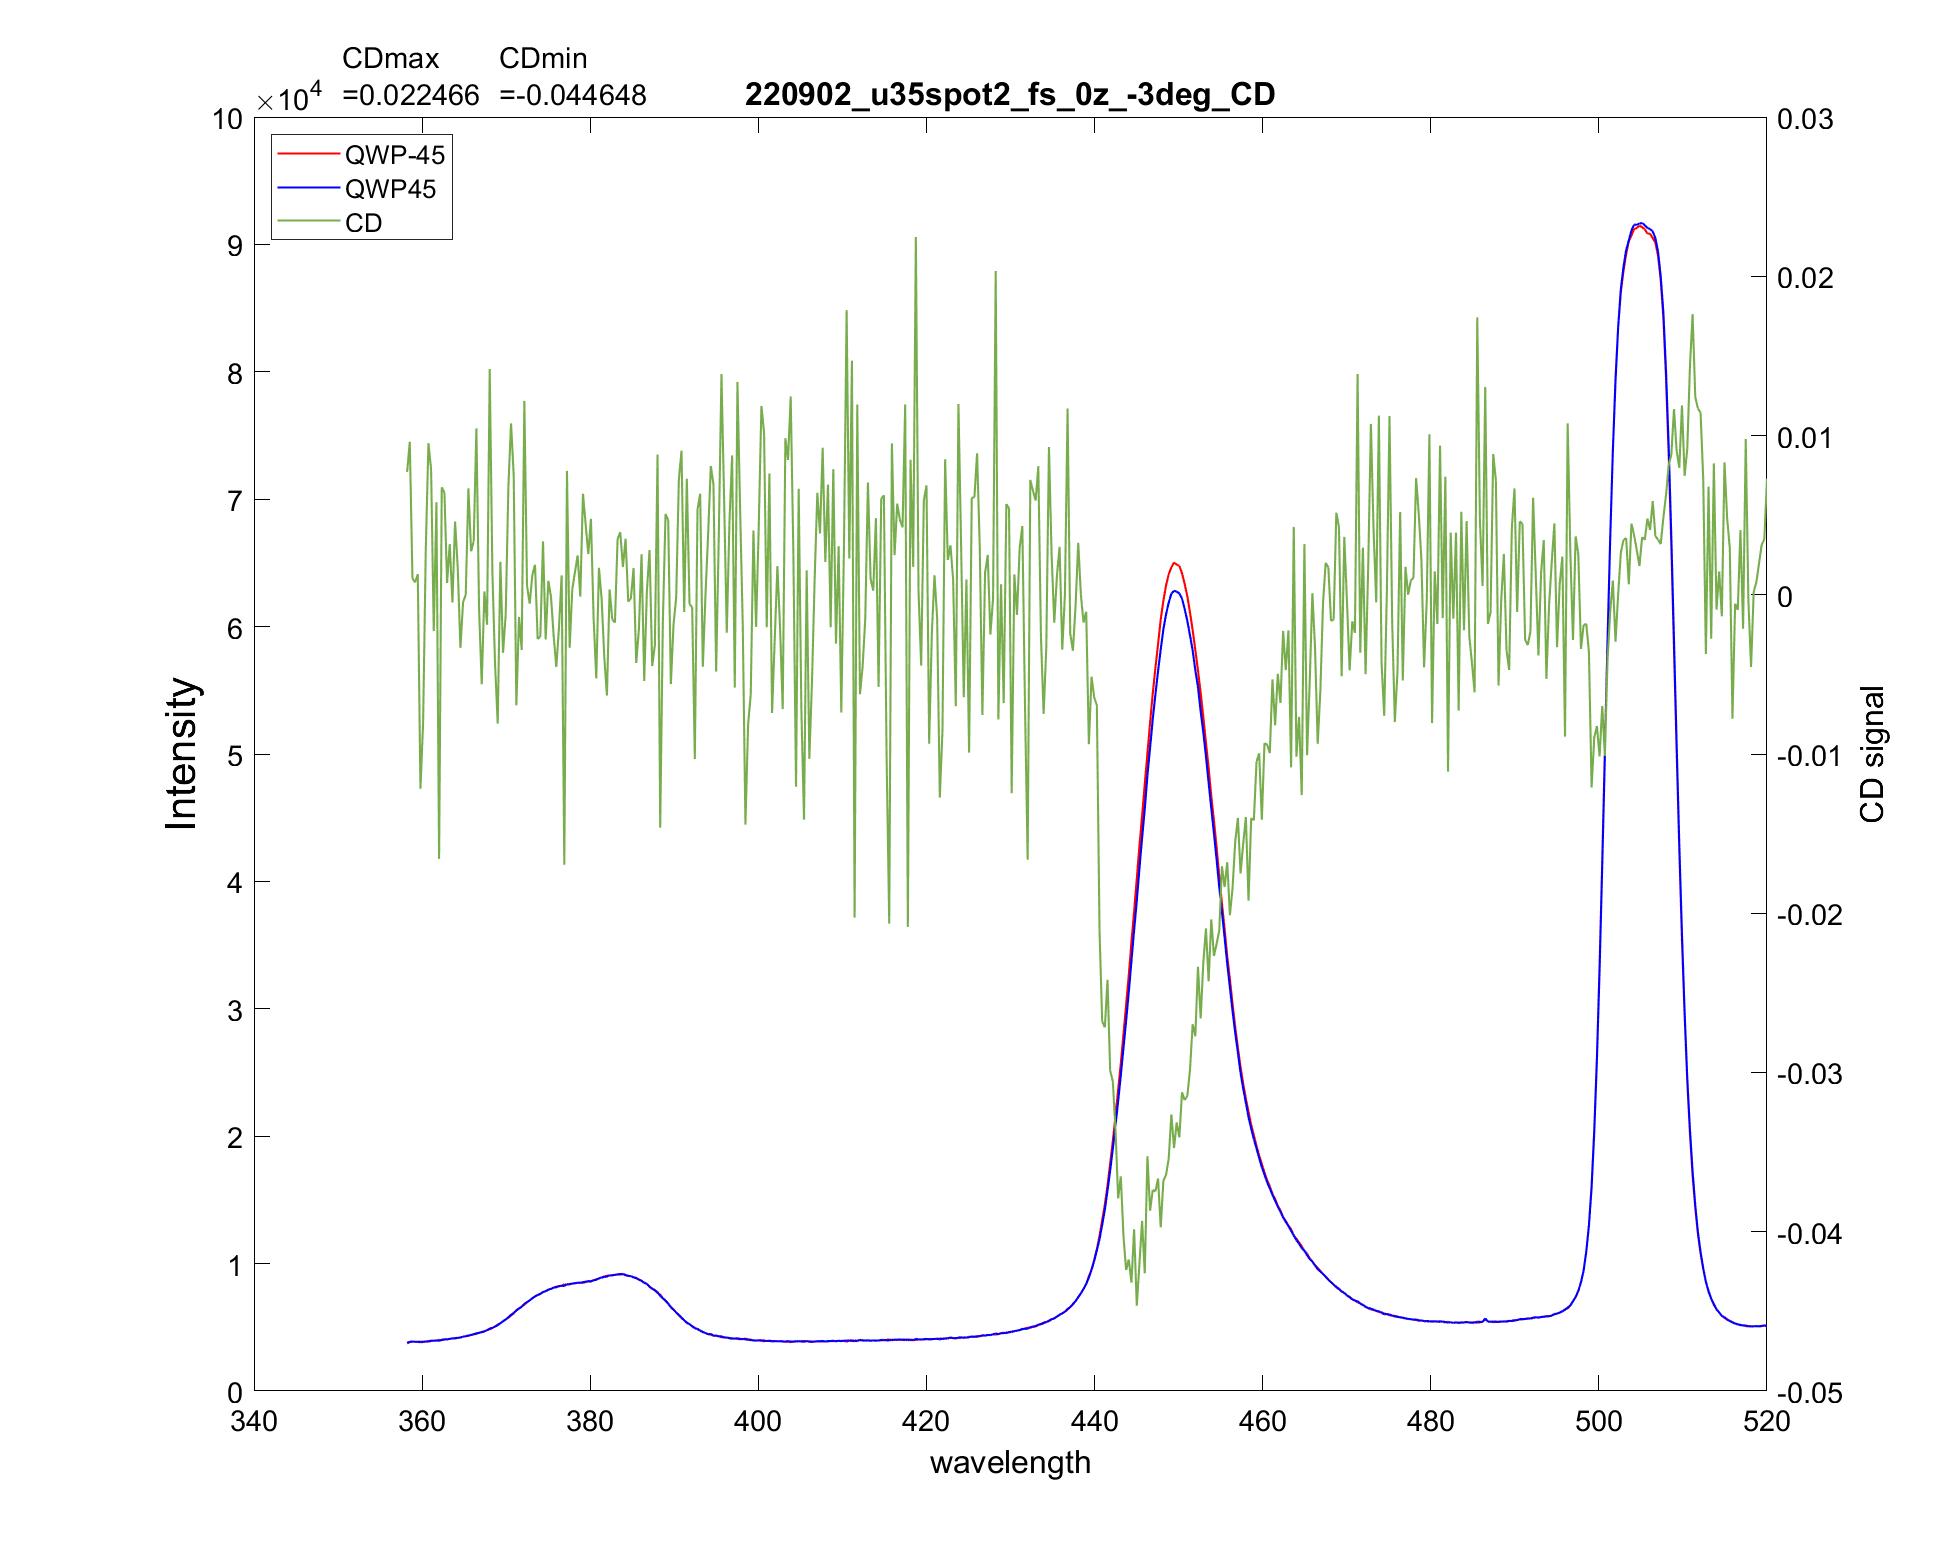 CDmax CDmin
=0.022466 =-0.044648
220902_u35spot2_fs_0z_-3deg_CD
×10^4
QWP-45
QWP45
CD
10
9
8
7
6
5
4
3
2
1
0
Intensity
0.03
0.02
0.01
0
-0.01
-0.02
-0.03
-0.04
-0.05
CD signal
340 360 380 400 420 440 460 480 500 520
wavelength